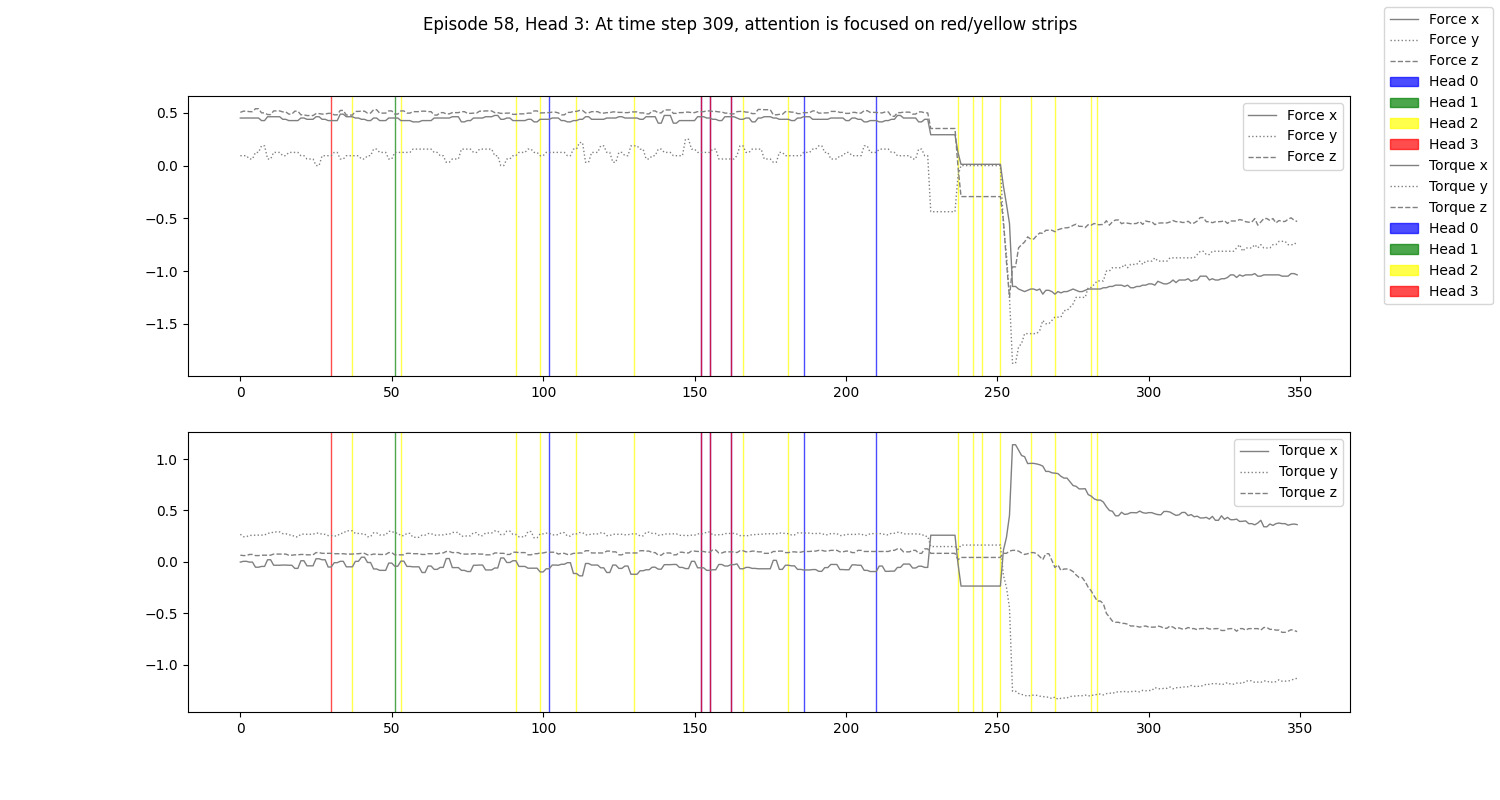 Episode 58, Head 3: At time step 309, attention is focused on red/yellow strips
Force x
Force y
Force z
Head 0
Head 1
Head 2
Head 3
Torque x
Torque y
Torque z
Head 0
Head 1
Head 2
Head 3
0.5
0.0
−0.5
−1.0
−1.5
Force x
Force y
Force z
0 50 100 150 200 250 300 350
1.0
0.5
0.0
−0.5
−1.0
Torque x
Torque y
Torque z
0 50 100 150 200 250 300 350